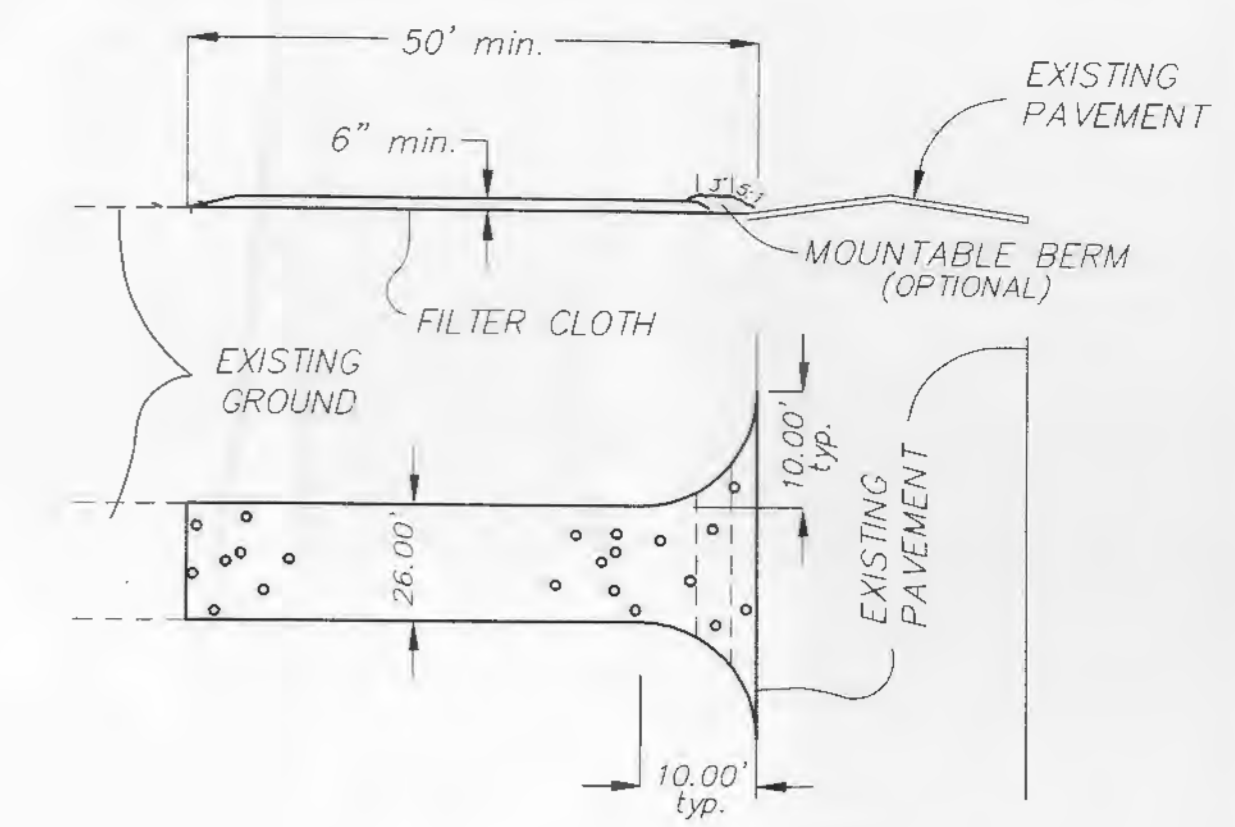 50' min.
EXISTING
PAVEMENT
6” min.
3'
5:1
MOUNTABLE BERM
(OPTIONAL)
FILTER CLOTH
EXISTING
GROUND
10.00'
typ.
26.00'
EXISTING
PAVEMENT
10.00'
typ.